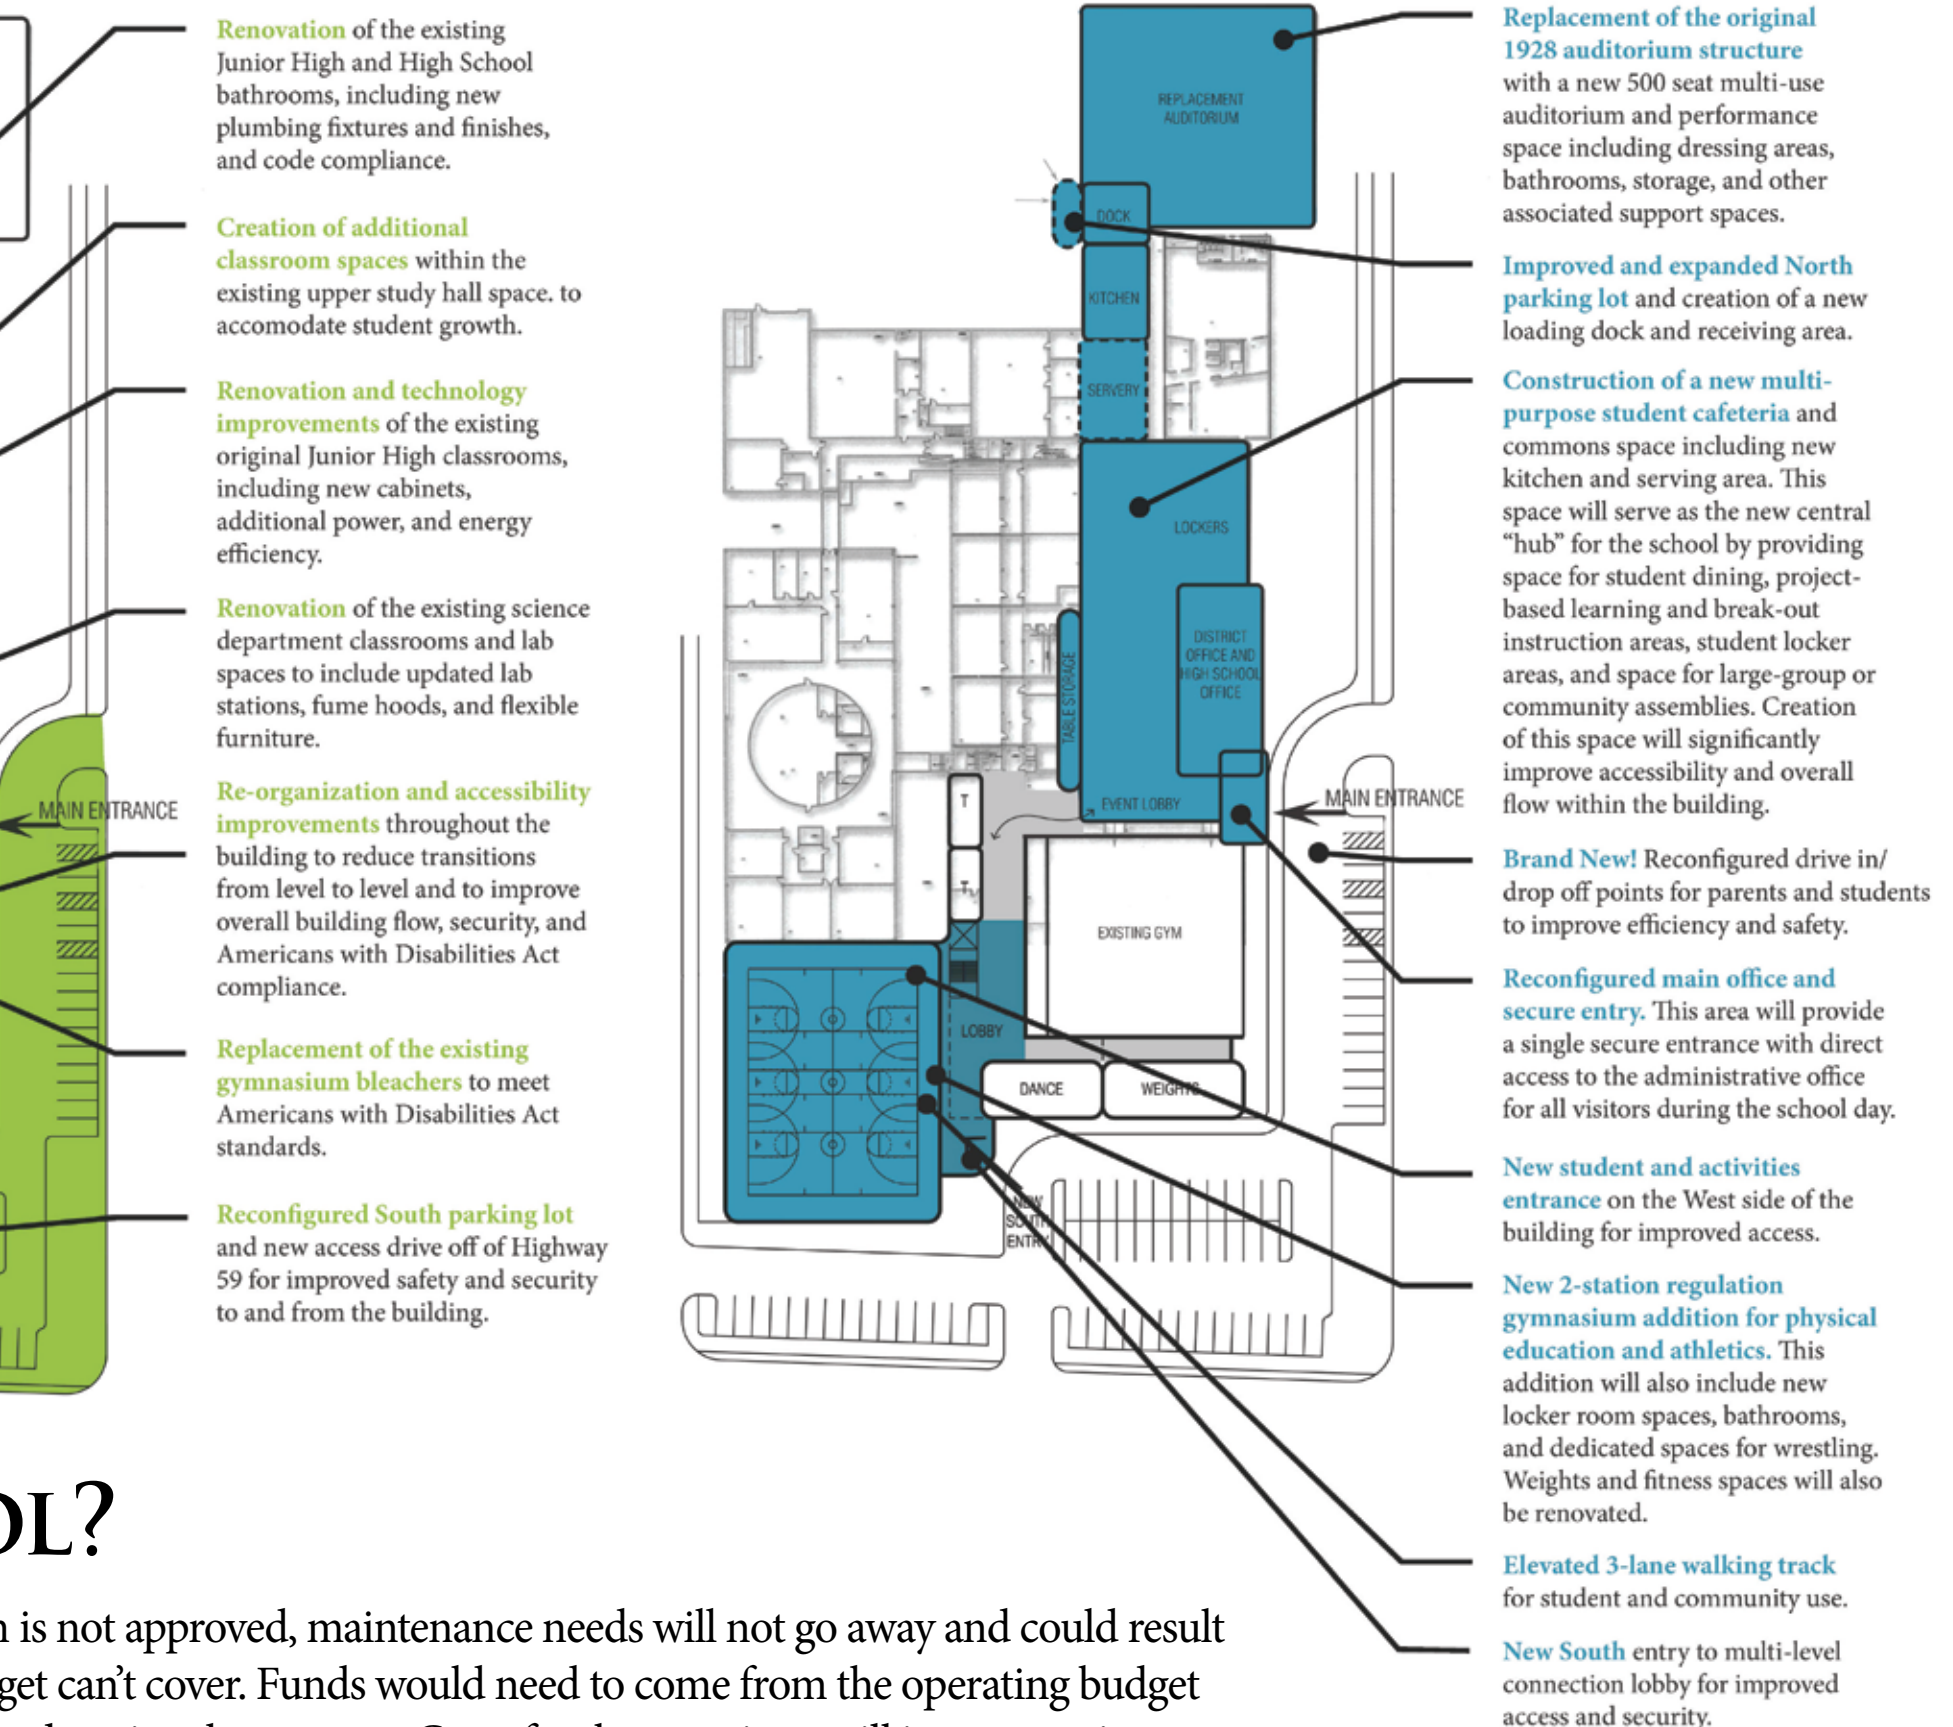 Renovation of the existing
Junior High and High School
bathrooms, including new
plumbing fixtures and finishes,
and code compliance.
Creation of additional
classroom spaces within the
existing upper study hall space. to
accomodate student growth.
Renovation and technology
improvements of the existing
original Junior High classrooms,
including new cabinets,
additional power, and energy
efficiency.
Renovation of the existing science
department classrooms and lab
spaces to include updated lab
stations, fume hoods, and flexible
furniture.
Re-organization and accessibility
improvements throughout the
building to reduce transitions
from level to level and to improve
overall building flow, security, and
Americans with Disabilities Act
compliance.
Replacement of the existing
gymnasium bleachers to meet
Americans with Disabilities Act
standards.
Reconfigured South parking lot
and new access drive off of Highway
59 for improved safety and security
to and from the building.
MAIN ENTRANCE
REPLACEMENT
AUDITORIUM
DOCK
KITCHEN
SERVERY
LOCKERS
DISTRICT
OFFICE AND
HIGH SCHOOL
OFFICE
TABLE STORAGE
EVENT LOBBY
MAIN ENTRANCE
T
T
EXISTING GYM
LOBBY
DANCE
WEIGHTS
NEW
SOUTH
ENTRY
Replacement of the original
1928 auditorium structure
with a new 500 seat multi-use
auditorium and performance
space including dressing areas,
bathrooms, storage, and other
associated support spaces.
Improved and expanded North
parking lot and creation of a new
loading dock and receiving area.
Construction of a new multi-
purpose student cafeteria and
commons space including new
kitchen and serving area. This
space will serve as the new central
“hub” for the school by providing
space for student dining, project-
based learning and break-out
instruction areas, student locker
areas, and space for large-group or
community assemblies. Creation
of this space will significantly
improve accessibility and overall
flow within the building.
Brand New! Reconfigured drive in/
drop off points for parents and students
to improve efficiency and safety.
Reconfigured main office and
secure entry. This area will provide
a single secure entrance with direct
access to the administrative office
for all visitors during the school day.
New student and activities
entrance on the West side of the
building for improved access.
New 2-station regulation
gymnasium addition for physical
education and athletics. This
addition will also include new
locker room spaces, bathrooms,
and dedicated spaces for wrestling.
Weights and fitness spaces will also
be renovated.
Elevated 3-lane walking track
for student and community use.
New South entry to multi-level
connection lobby for improved
access and security.
OL?
is not approved, maintenance needs will not go away and could result
get can’t cover. Funds would need to come from the operating budget